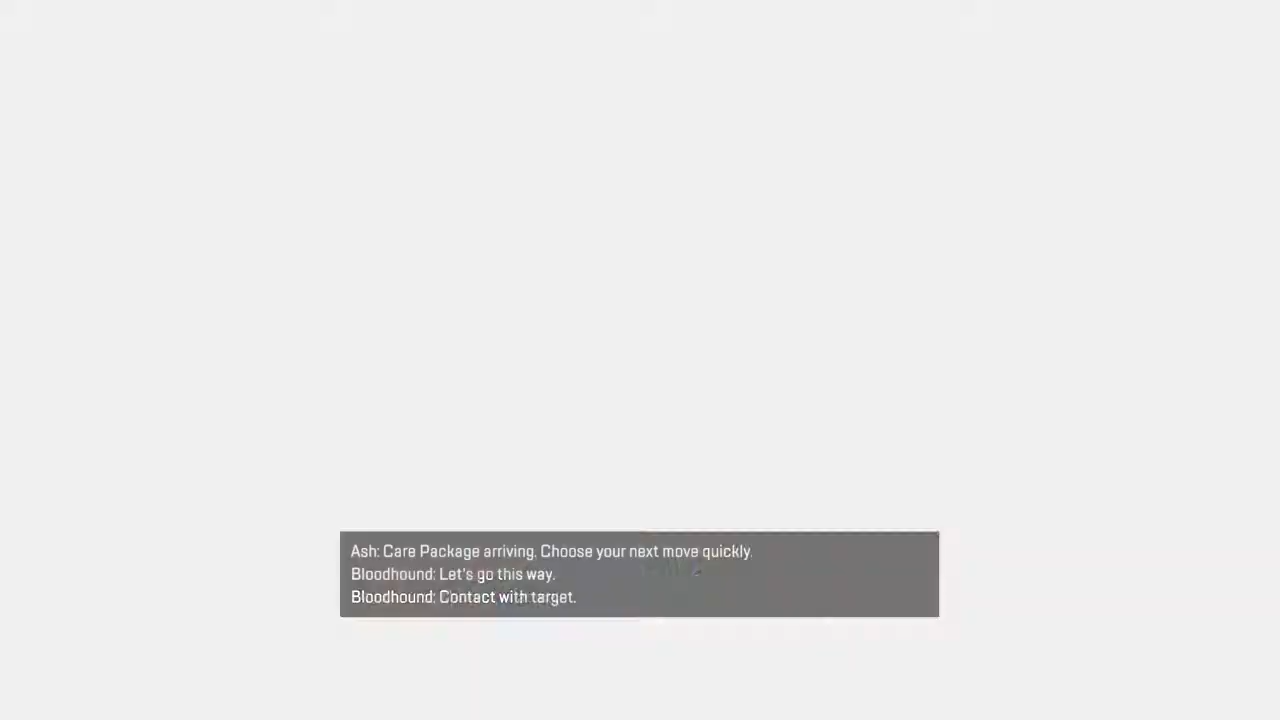 Ash: Care Package arriving. Choose your next move quickly.
Bloodhound: Let's go this way.
Bloodhound: Contact with target.